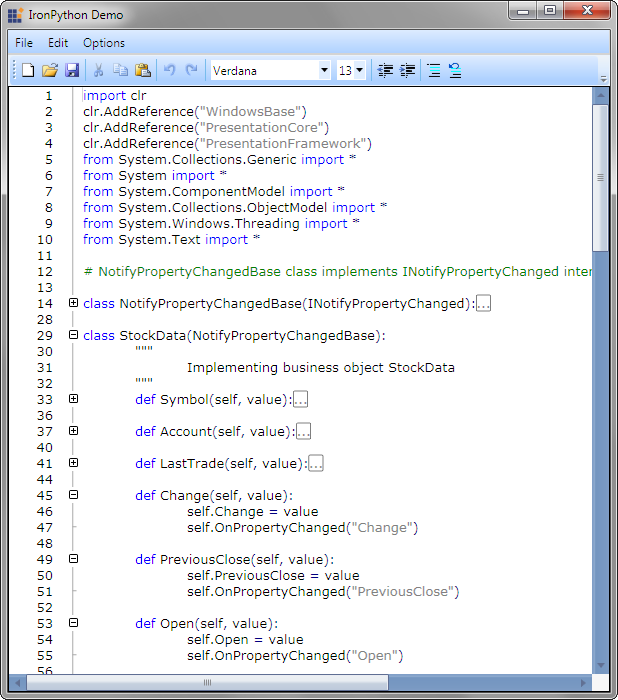 IronPython Demo
File Edit Options
Verdana 13
1 import clr
2 clr.AddReference("WindowsBase")
3 clr.AddReference("PresentationCore")
4 clr.AddReference("PresentationFramework")
5 from System.Collections.Generic import *
6 from System import *
7 from System.ComponentModel import *
8 from System.Collections.ObjectModel import *
9 from System.Windows.Threading import *
10 from System.Text import *
11
12 # NotifyPropertyChangedBase class implements INotifyPropertyChanged inter
13
14 class NotifyPropertyChangedBase(INotifyPropertyChanged):...
28
29 class StockData(NotifyPropertyChangedBase):
30 """
31 Implementing business object StockData
32 """
33 def Symbol(self, value):...
36
37 def Account(self, value):...
40
41 def LastTrade(self, value):...
44
45 def Change(self, value):
46 self.Change = value
47 self.OnPropertyChanged("Change")
48
49 def PreviousClose(self, value):
50 self.PreviousClose = value
51 self.OnPropertyChanged("PreviousClose")
52
53 def Open(self, value):
54 self.Open = value
55 self.OnPropertyChanged("Open")
56